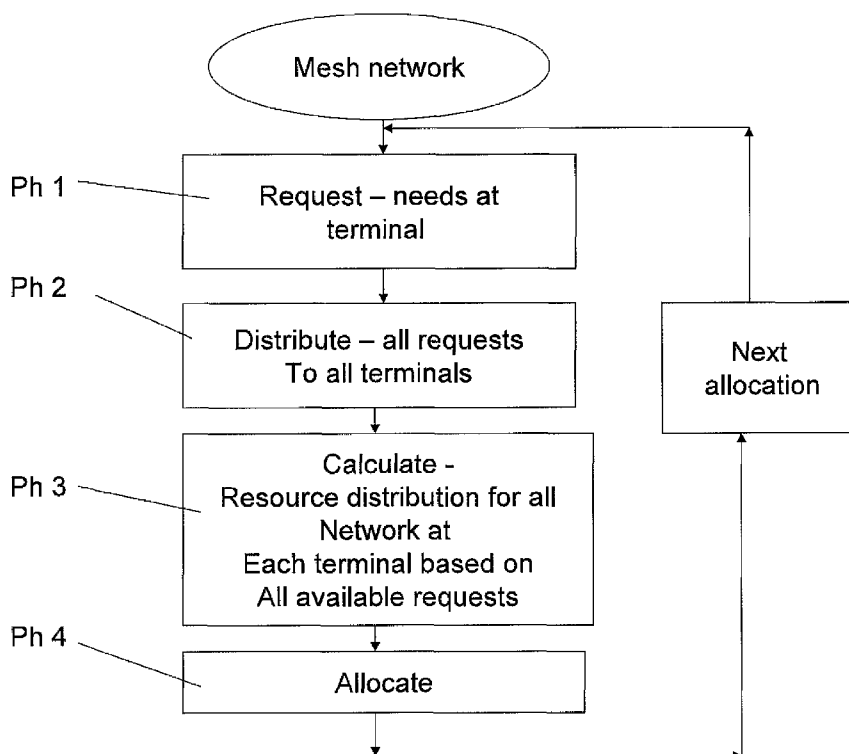 Mesh network
Ph 1
Request – needs at
terminal
Ph 2
Distribute – all requests
To all terminals
Next
allocation
Ph 3
Calculate -
Resource distribution for all
Network at
Each terminal based on
All available requests
Ph 4
Allocate